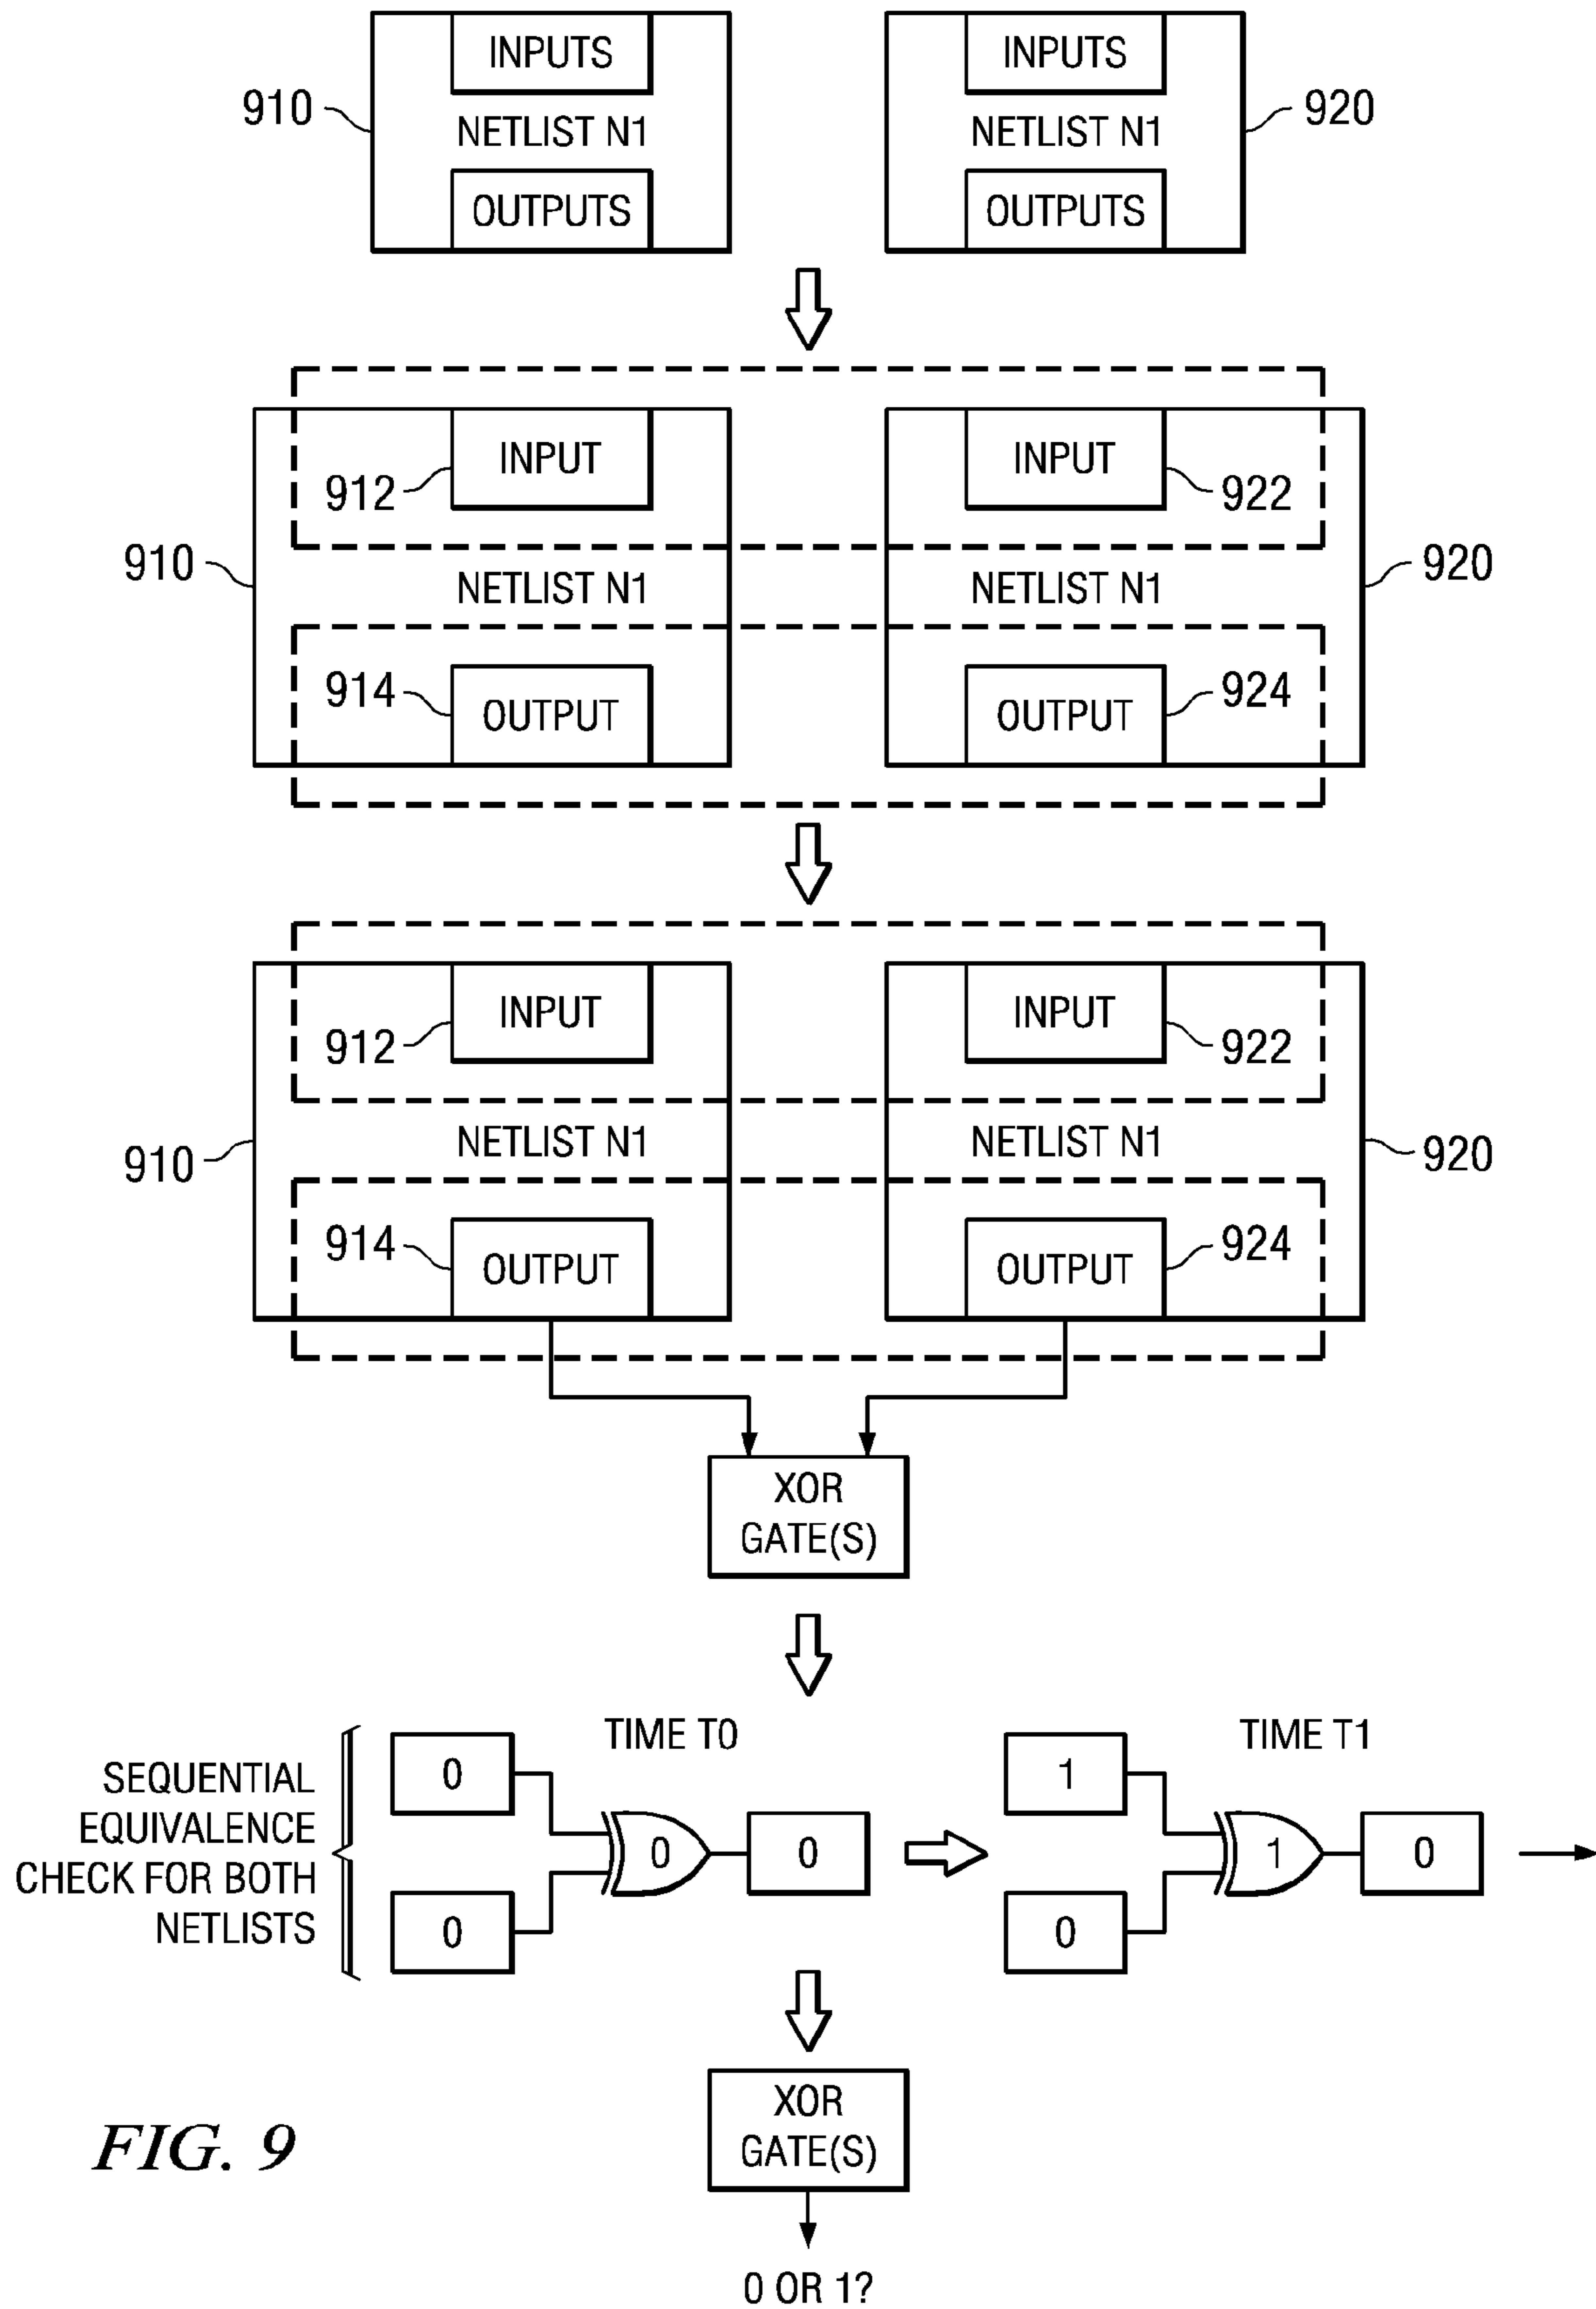 INPUTS
INPUTS
910
NETLIST N1
NETLIST N1
920
OUTPUTS
OUTPUTS
INPUT
INPUT
912
922
910
NETLIST N1
NETLIST N1
920
914
OUTPUT
OUTPUT
924
INPUT
INPUT
912
922
910
NETLIST N1
NETLIST N1
920
914
OUTPUT
OUTPUT
924
XOR
GATE(S)
SEQUENTIAL
EQUIVALENCE
CHECK FOR BOTH
NETLISTS
TIME T0
0
0
0
0
TIME T1
1
1
0
0
XOR
GATE(S)
0 OR 1?
FIG. 9